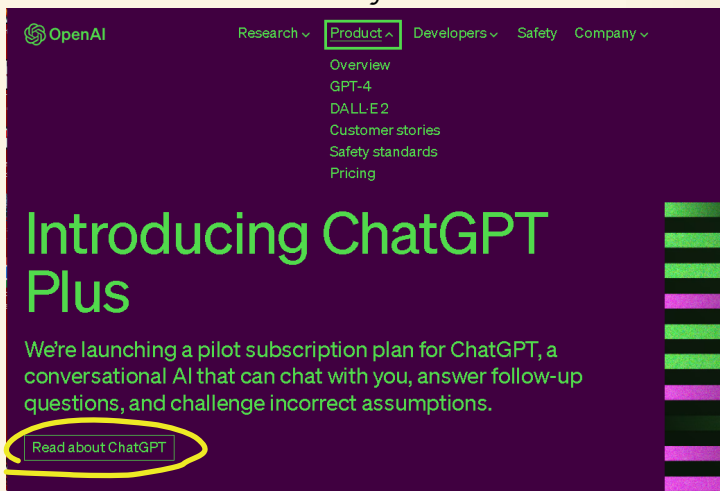 OpenAI Research Product Developers Safety Company
Overview
GPT-4
DALL·E 2
Customer stories
Safety standards
Pricing
Introducing ChatGPT
Plus
We're launching a pilot subscription plan for ChatGPT, a
conversational AI that can chat with you, answer follow-up
questions, and challenge incorrect assumptions.
Read about ChatGPT